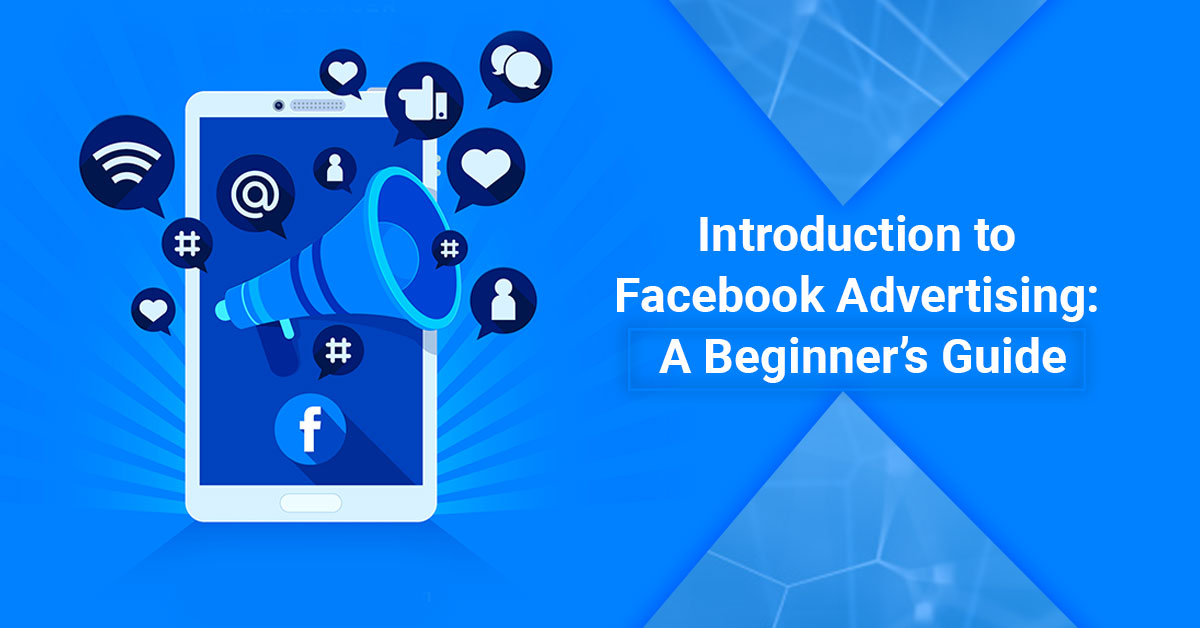 @
#
#
#
f
Introduction to
Facebook Advertising:
A Beginner’s Guide